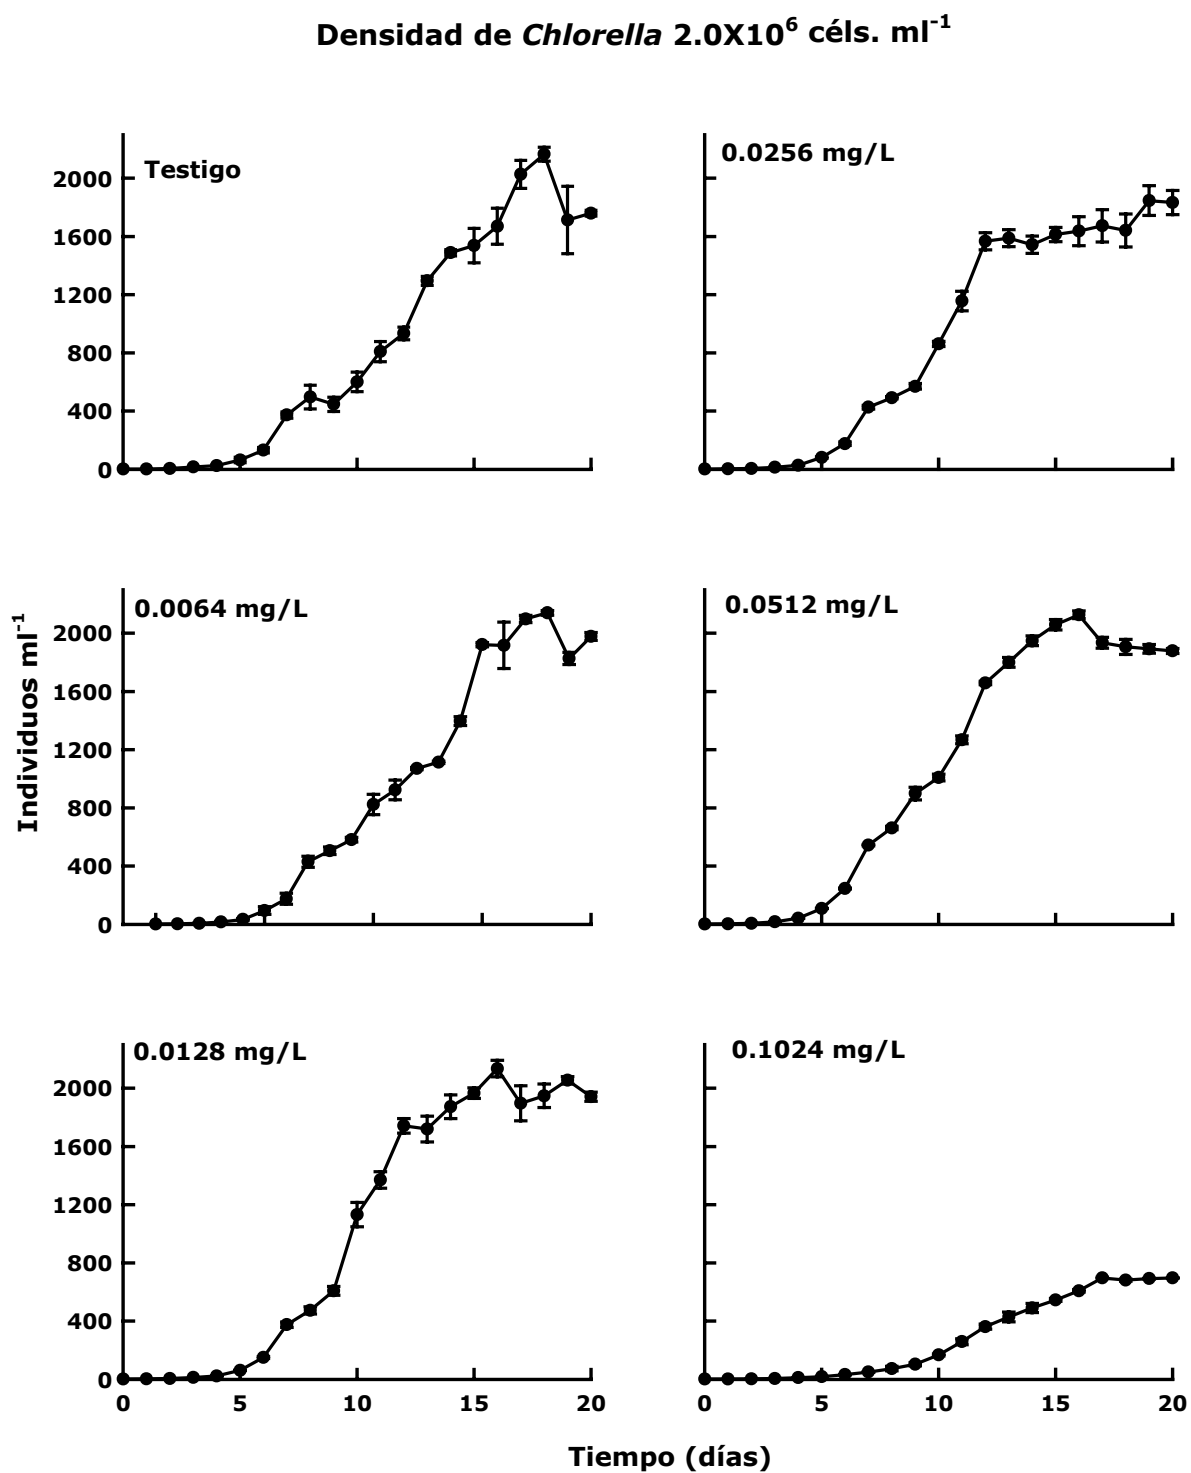 Densidad de Chlorella 2.0X10⁶ céls. ml⁻¹
Testigo
2000
1600
1200
800
400
0
0.0256 mg/L
0.0064 mg/L
2000
1600
1200
800
400
0
0.0512 mg/L
Individuos ml⁻¹
0.0128 mg/L
2000
1600
1200
800
400
0
0 5 10 15 20
0.1024 mg/L
0 5 10 15 20
Tiempo (días)